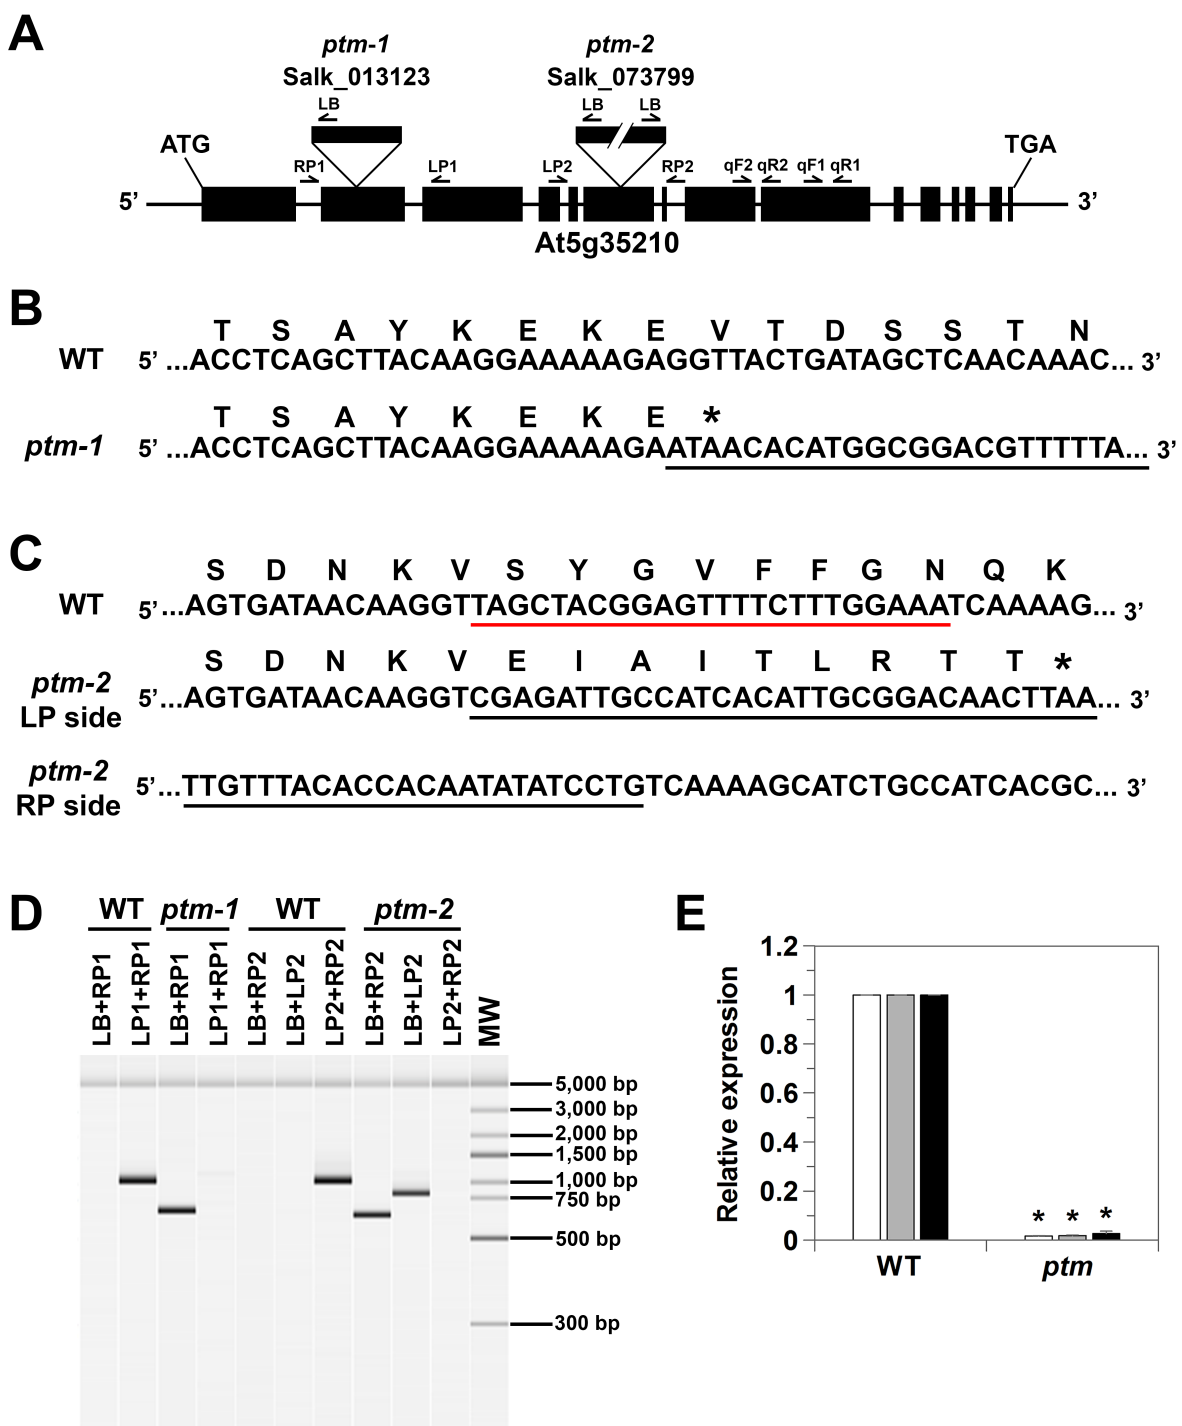 A
ptm-1
ptm-2
Salk_013123
Salk_073799
LB
LB
LB
ATG
TGA
RP1
LP1
LP2
RP2
qF2
qR2
qF1
qR1
5’
3’
At5g35210
B
T S A Y K E K E V T D S S T N
WT 5’ ...ACCTCAGCTTACAAGGAAAAAGAGGTTACTGATAGCTCAACAAAC... 3’
T S A Y K E K E *
ptm-1 5’ ...ACCTCAGCTTACAAGGAAAAAGAATAACACATGGCGGACGTTTTTA... 3’
C
S D N K V S Y G V F F G N Q K
WT 5’ ...AGTGATAACAAGGTTAGCTACGGAGTTTTCTTTGGAAATCAAAAG... 3’
S D N K V E I A I T L R T T *
ptm-2
LP side
5’ ...AGTGATAACAAGGTCGAGATTGCCATCACATTGCGGACAACTTAA... 3’
ptm-2
RP side
5’ ...TTGTTTACACCACAATATATCCTGTCAAAAGCATCTGCCATCACGC... 3’
D
WT ptm-1 WT ptm-2
LB+RP1
LP1+RP1
LB+RP1
LP1+RP1
LB+RP2
LB+LP2
LP2+RP2
LB+RP2
LB+LP2
LP2+RP2
MW
5,000 bp
3,000 bp
2,000 bp
1,500 bp
1,000 bp
750 bp
500 bp
300 bp
E
Relative expression
1.2
1
0.8
0.6
0.4
0.2
0
* * *
WT ptm